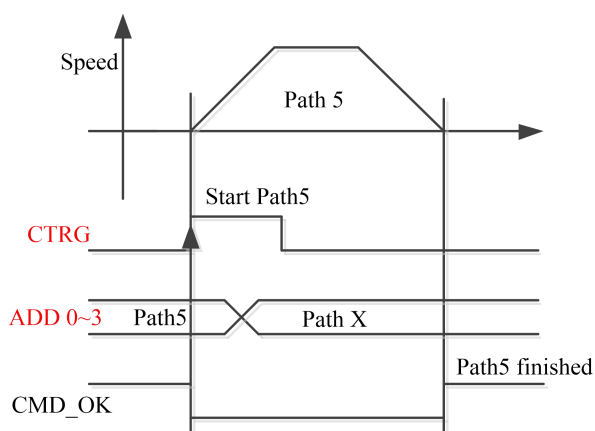 Speed
Path 5
Start Path5
CTRG
ADD 0~3
Path5
Path X
Path5 finished
CMD_OK